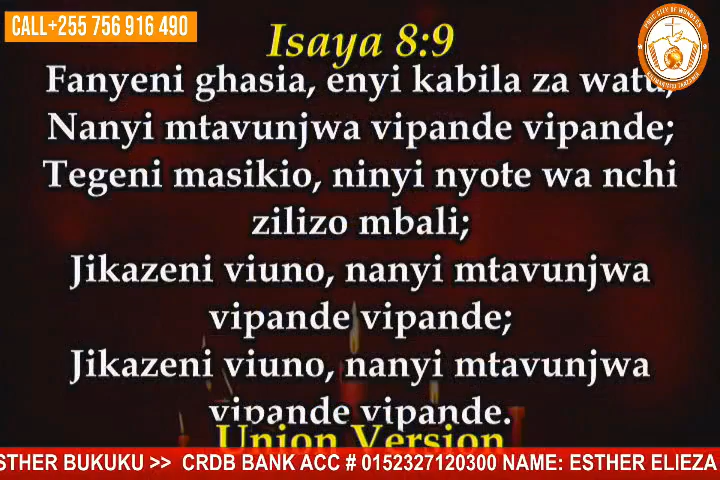 CALL+255 756 916 490
Isaya 8:9
Fanyeni ghasia, enyi kabila za watu,
Nanyi mtavunjwa vipande vipande;
Tegeni masikio, ninyi nyote wa nchi
zilizo mbali;
Jikazeni viuno, nanyi mtavunjwa
vipande vipande;
Jikazeni viuno, nanyi mtavunjwa
vipande vipande.
Union Version
STHER BUKUKU >> CRDB BANK ACC # 0152327120300 NAME: ESTHER ELIEZA